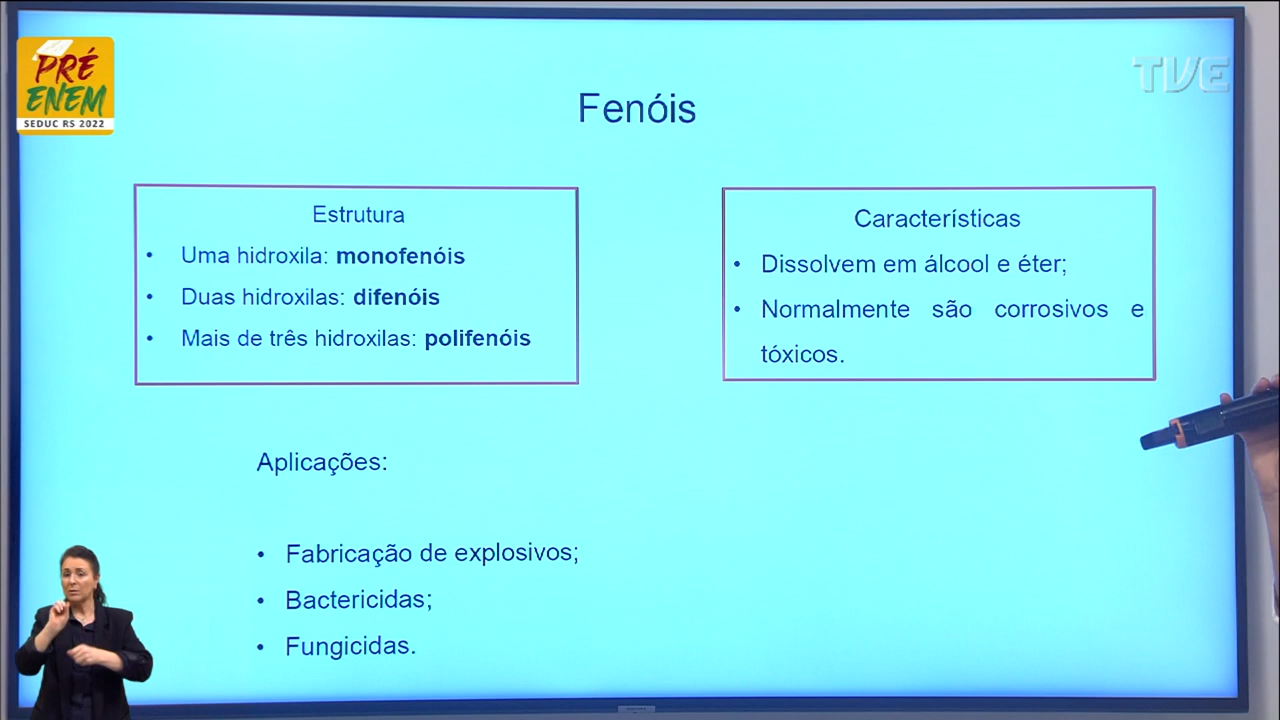 PRÉ
ENEM
SEDUC RS 2022
TVE
Fenóis
Estrutura
• Uma hidroxila: monofenóis
• Duas hidroxilas: difenóis
• Mais de três hidroxilas: polifenóis
Características
• Dissolvem em álcool e éter;
• Normalmente são corrosivos e
tóxicos.
Aplicações:
• Fabricação de explosivos;
• Bactericidas;
• Fungicidas.